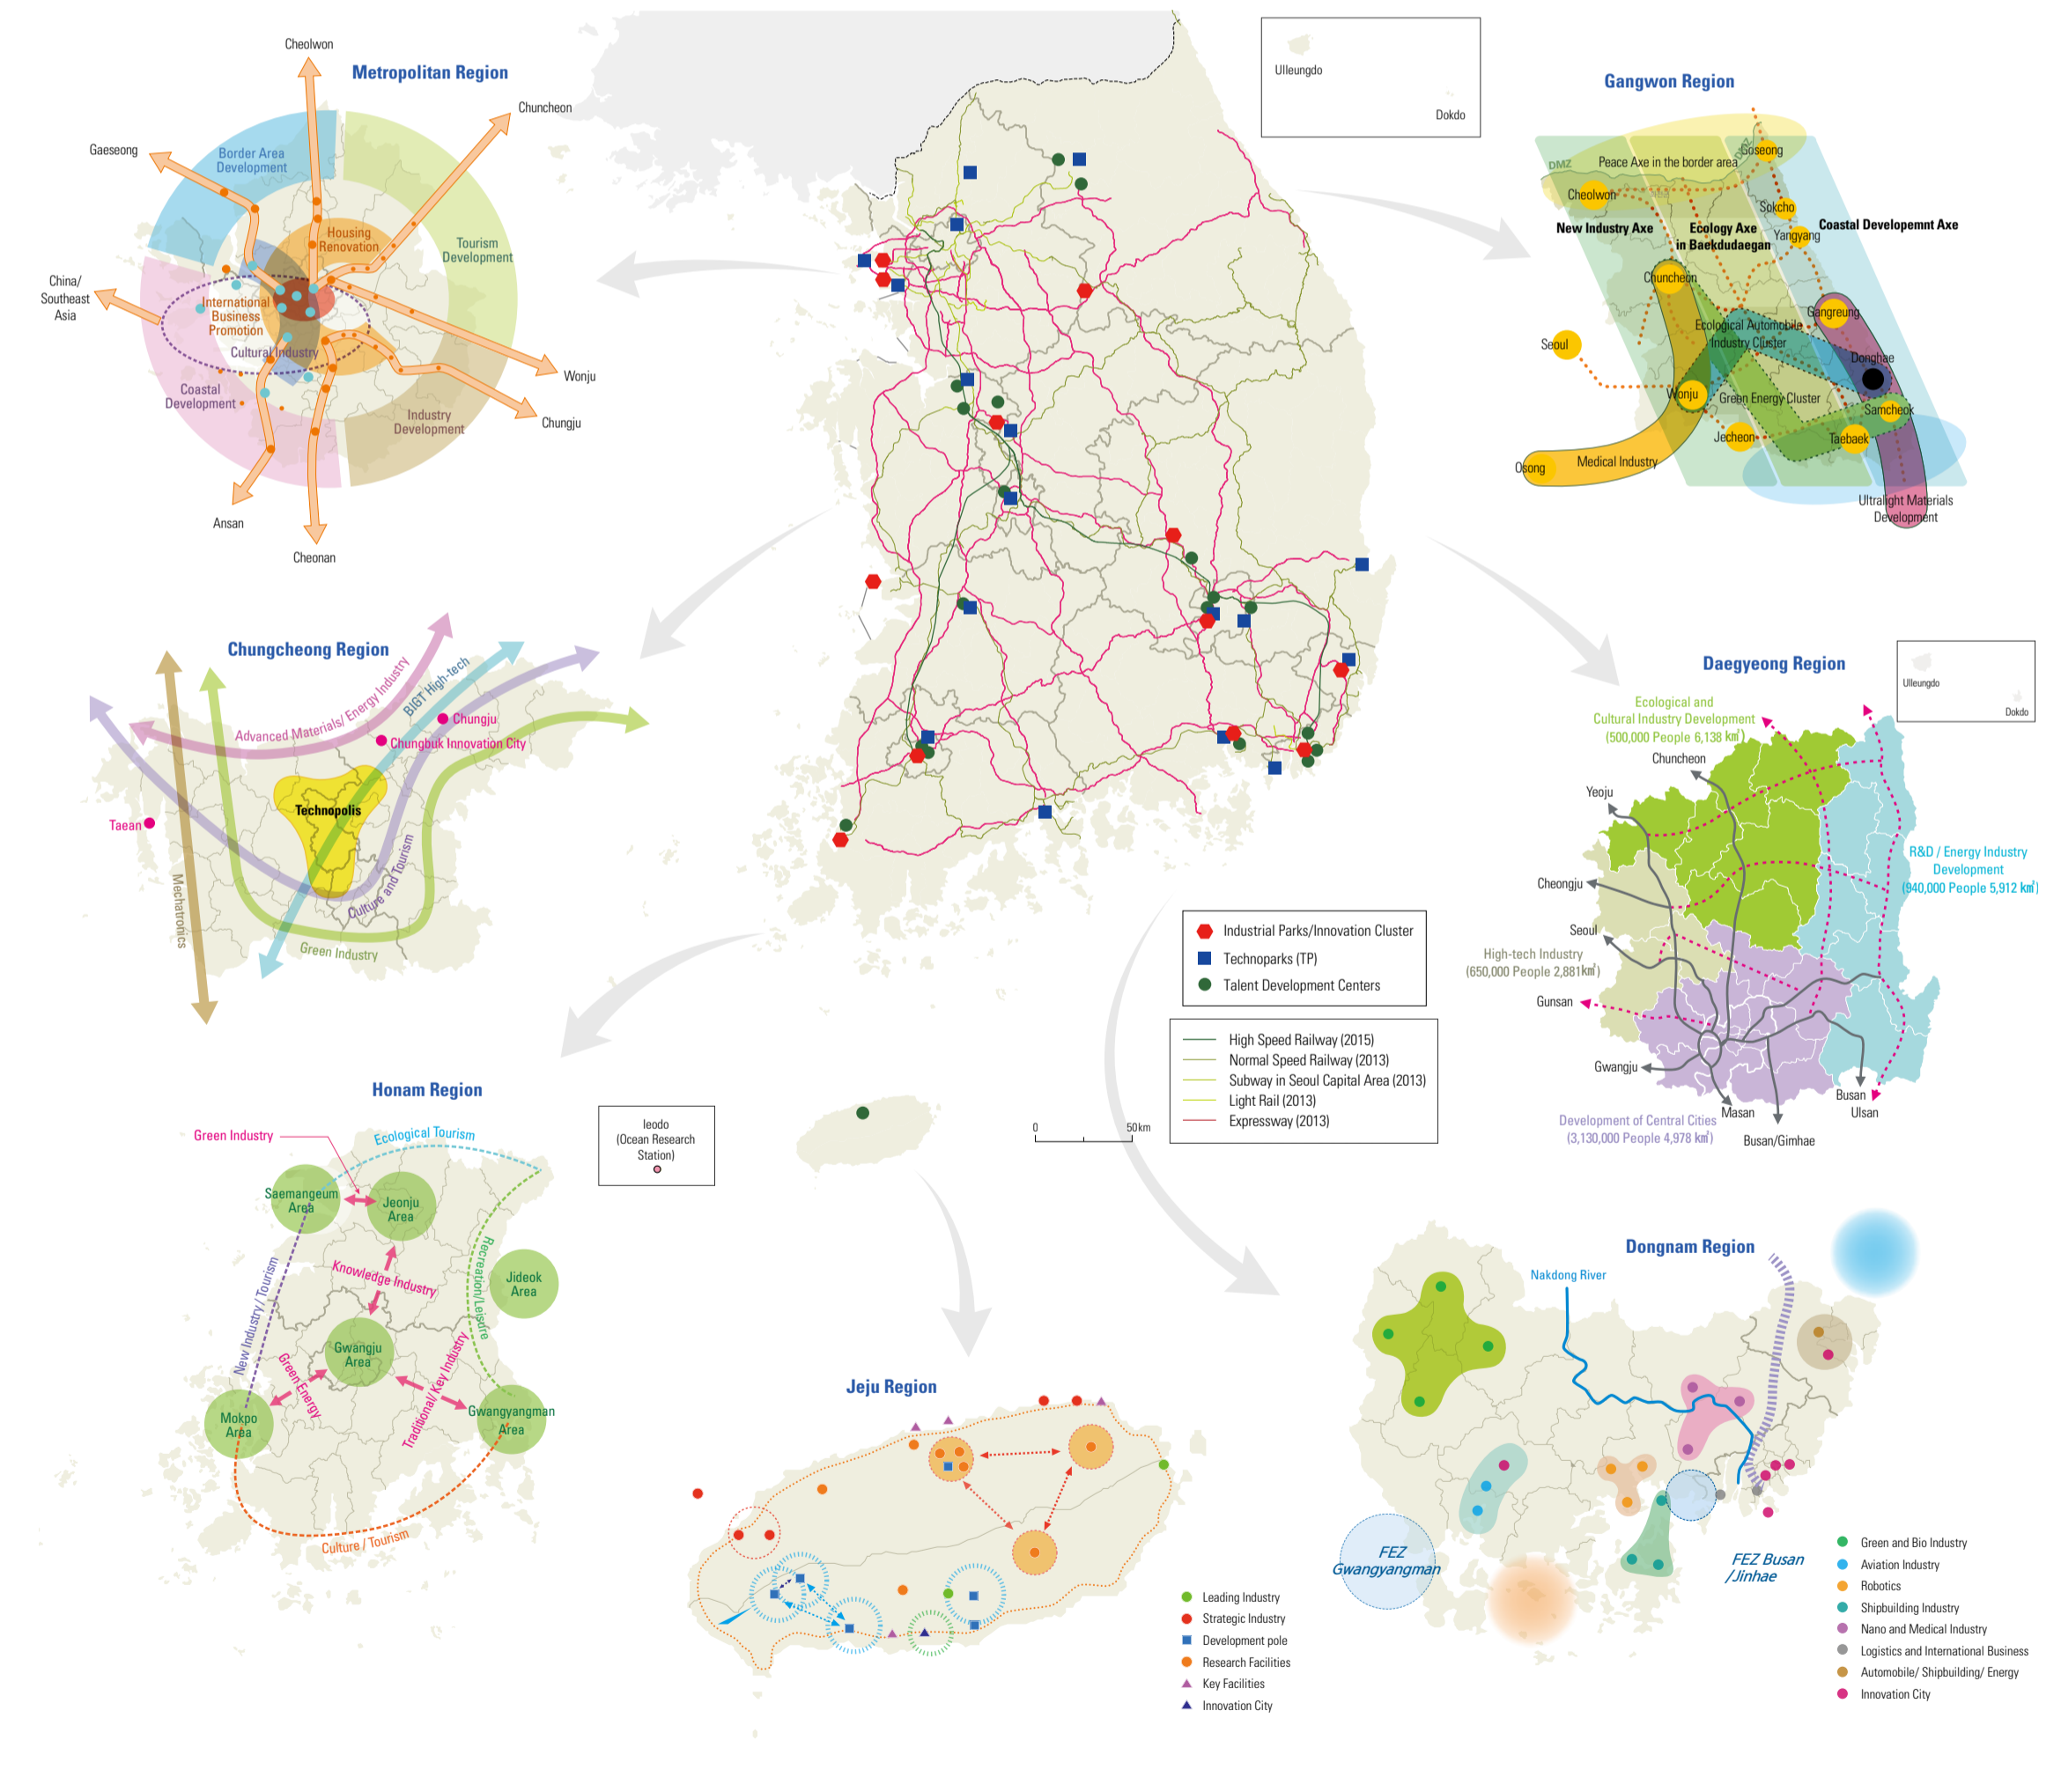 Metropolitan Region
Cheolwon
Chuncheon
Gaeseong
Border Area
Development
Housing
Renovation
Tourism
Development
China/
Southeast
Asia
International
Business
Promotion
Cultural Industry
Coastal
Development
Industry
Development
Wonju
Chungju
Ansan
Cheonan
Ulleungdo
Dokdo
Gangwon Region
DMZ
Peace Axe in the border area
Goseong
Cheolwon
Sokcho
New Industry Axe
Ecology Axe
in Baekdudaegan
Yangyang
Coastal Developemnt Axe
Chuncheon
Gangreung
Ecological Automobile
Industry Cluster
Seoul
Donghae
Wonju
Green Energy Cluster
Samcheok
Jecheon
Taebaek
Osong
Medical Industry
Ultralight Materials
Development
Chungcheong Region
Advanced Materials/ Energy Industry
BIGT High-tech
Chungju
Chungbuk Innovation City
Technopolis
Taean
Mechatronics
Culture and Tourism
Green Industry
Daegyeong Region
Ulleungdo
Dokdo
Ecological and
Cultural Industry Development
(500,000 People 6,138 ㎢)
Chuncheon
Yeoju
R&D / Energy Industry
Development
(940,000 People 5,912 ㎢)
Cheongju
Seoul
High-tech Industry
(650,000 People 2,881㎢)
Gunsan
Gwangju
Busan
Ulsan
Masan
Busan/Gimhae
Development of Central Cities
(3,130,000 People 4,978 ㎢)
Industrial Parks/Innovation Cluster
Technoparks (TP)
Talent Development Centers
High Speed Railway (2015)
Normal Speed Railway (2013)
Subway in Seoul Capital Area (2013)
Light Rail (2013)
Expressway (2013)
0
50km
Honam Region
Green Industry
Ecological Tourism
Ieodo
(Ocean Research
Station)
Saemangeum
Area
Jeonju
Area
Knowledge Industry
Recreation/Leisure
Jideok
Area
New Industry / Tourism
Gwangju
Area
Green Energy
Traditional/ Key Industry
Mokpo
Area
Gwangyangman
Area
Culture / Tourism
Jeju Region
Leading Industry
Strategic Industry
Development pole
Research Facilities
Key Facilities
Innovation City
Dongnam Region
Nakdong River
FEZ
Gwangyangman
FEZ Busan
/Jinhae
Green and Bio Industry
Aviation Industry
Robotics
Shipbuilding Industry
Nano and Medical Industry
Logistics and International Business
Automobile/ Shipbuilding/ Energy
Innovation City